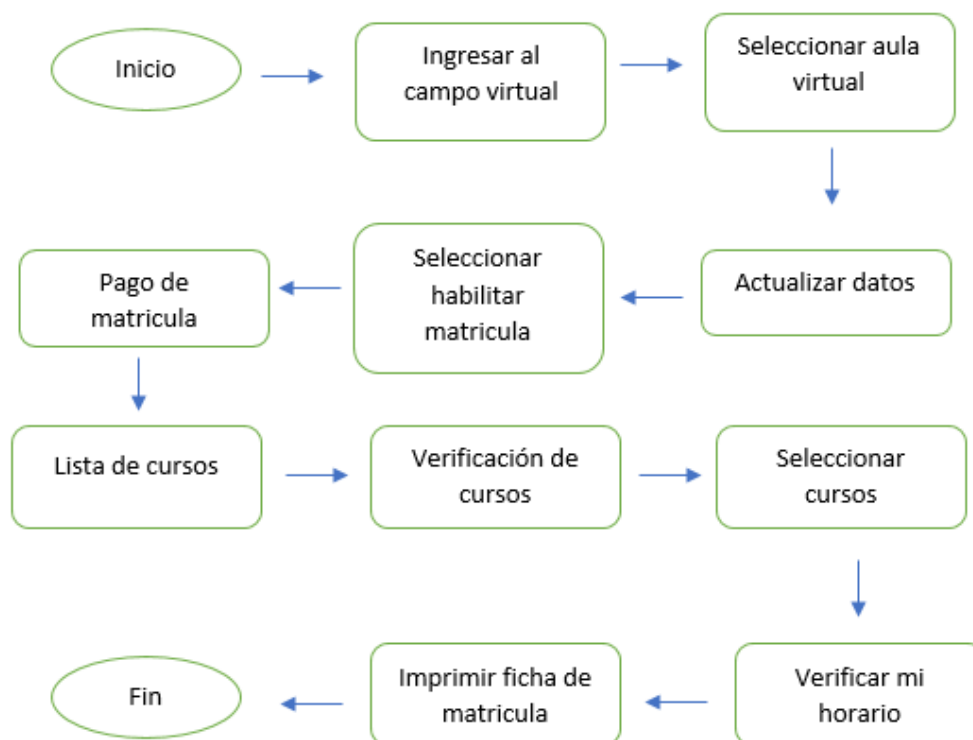 Inicio
Ingresar al
campo virtual
Seleccionar aula
virtual
Actualizar datos
Seleccionar
habilitar
matricula
Pago de
matricula
Lista de cursos
Verificación de
cursos
Seleccionar
cursos
Verificar mi
horario
Imprimir ficha de
matricula
Fin